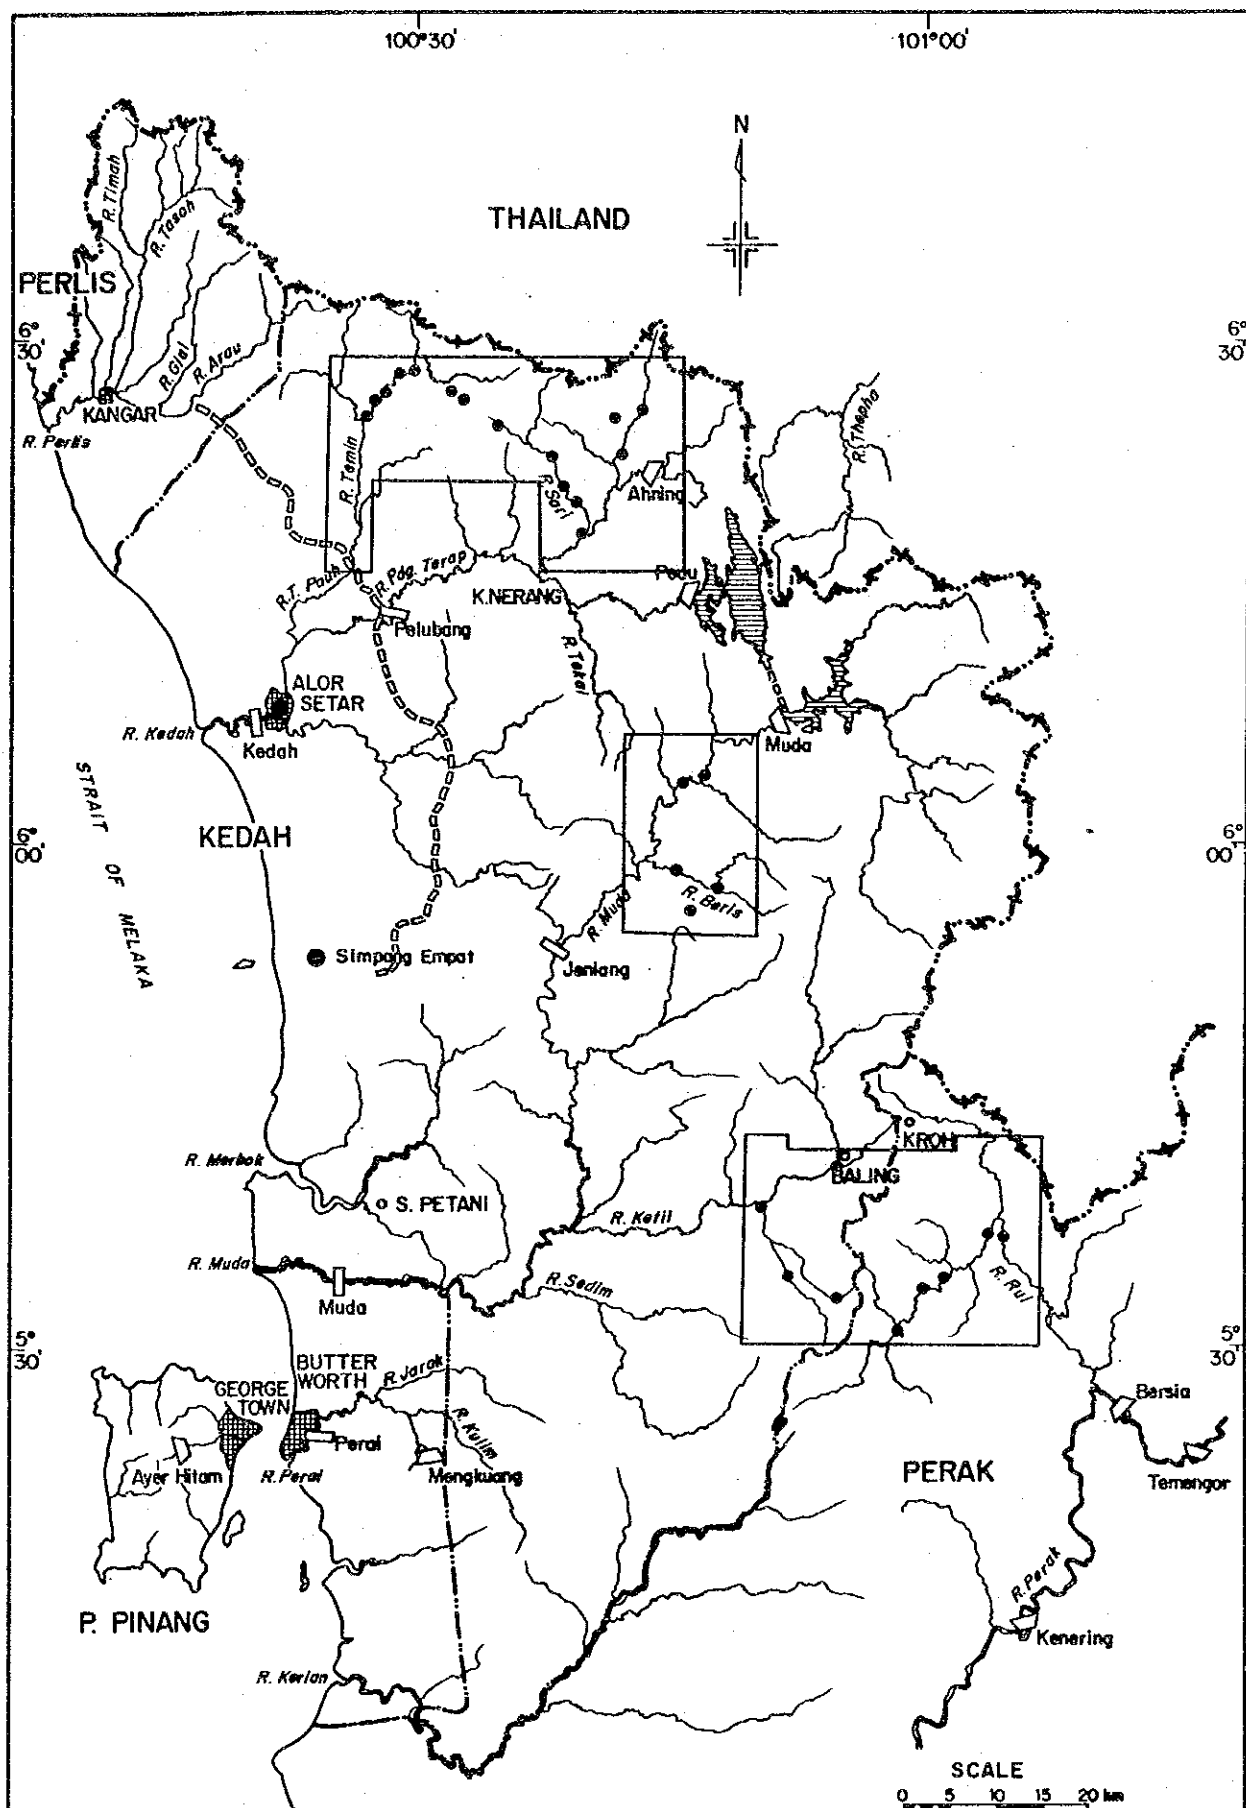 100°30'
101°00'
N
THAILAND
R. Timah
R. Tasoh
PERLIS
6°
30'
6°
30'
R. Gial
R. Arau
KANGAR
R. Perlis
R. Thepha
R. Temin
R. Sari
Ahning
R.T. Pauh
R. Pdg. Terap
K.NERANG
Pedu
Pelubang
R. Tekai
ALOR
SETAR
R. Kedah
Kedah
Muda
STRAIT OF MELAKA
KEDAH
6°
00'
6°
00'
R. Beris
R. Muda
Simpang Empat
Jeniang
KROH
BALING
R. Merbok
S. PETANI
R. Ketil
R. Muda
Muda
R. Sedim
R. Rui
5°
30'
5°
30'
BUTTER
WORTH
R. Jarak
GEORGE
TOWN
Bersia
R. Kulim
Perai
Ayer Hitam
R. Perai
Mengkuang
PERAK
Temengor
R. Perak
P. PINANG
Kenering
R. Kerian
SCALE
0 5 10 15 20 km